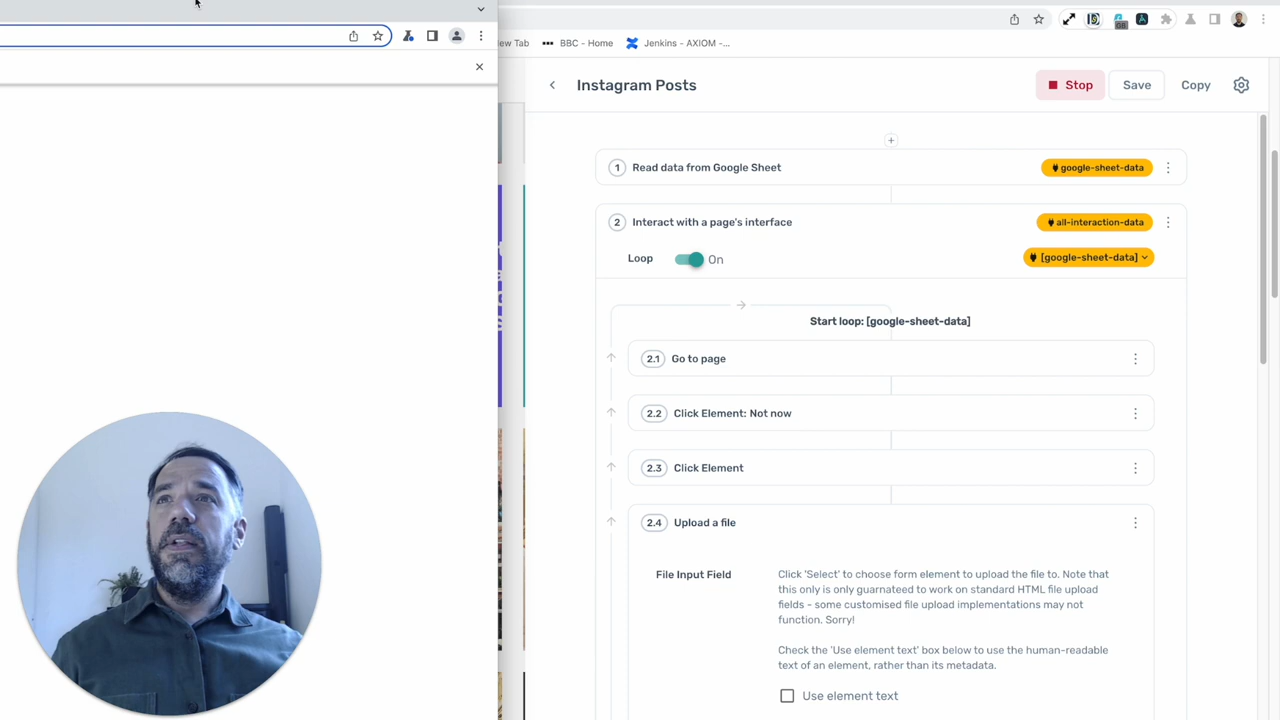 ew Tab
BBC - Home
Jenkins - AXIOM -...
08
Instagram Posts
Stop
Save
Copy
1
Read data from Google Sheet
google-sheet-data
2
Interact with a page's interface
all-interaction-data
Loop
On
[google-sheet-data]
Start loop: [google-sheet-data]
2.1
Go to page
2.2
Click Element: Not now
2.3
Click Element
2.4
Upload a file
File Input Field
Click 'Select' to choose form element to upload the file to. Note that
this only is only guarnateed to work on standard HTML file upload
fields - some customised file upload implementations may not
function. Sorry!
Check the 'Use element text' box below to use the human-readable
text of an element, rather than its metadata.
Use element text